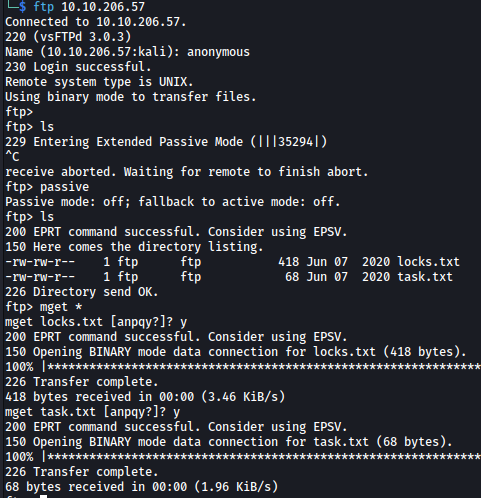 └─$ ftp 10.10.206.57
Connected to 10.10.206.57.
220 (vsFTPd 3.0.3)
Name (10.10.206.57:kali): anonymous
230 Login successful.
Remote system type is UNIX.
Using binary mode to transfer files.
ftp>
ftp> ls
229 Entering Extended Passive Mode (|||35294|)
^C
receive aborted. Waiting for remote to finish abort.
ftp> passive
Passive mode: off; fallback to active mode: off.
ftp> ls
200 EPRT command successful. Consider using EPSV.
150 Here comes the directory listing.
-rw-rw-r--    1 ftp      ftp           418 Jun 07  2020 locks.txt
-rw-rw-r--    1 ftp      ftp            68 Jun 07  2020 task.txt
226 Directory send OK.
ftp> mget *
mget locks.txt [anpqy?]? y
200 EPRT command successful. Consider using EPSV.
150 Opening BINARY mode data connection for locks.txt (418 bytes).
100% |***********************************************************
226 Transfer complete.
418 bytes received in 00:00 (3.46 KiB/s)
mget task.txt [anpqy?]? y
200 EPRT command successful. Consider using EPSV.
150 Opening BINARY mode data connection for task.txt (68 bytes).
100% |***********************************************************
226 Transfer complete.
68 bytes received in 00:00 (1.96 KiB/s)